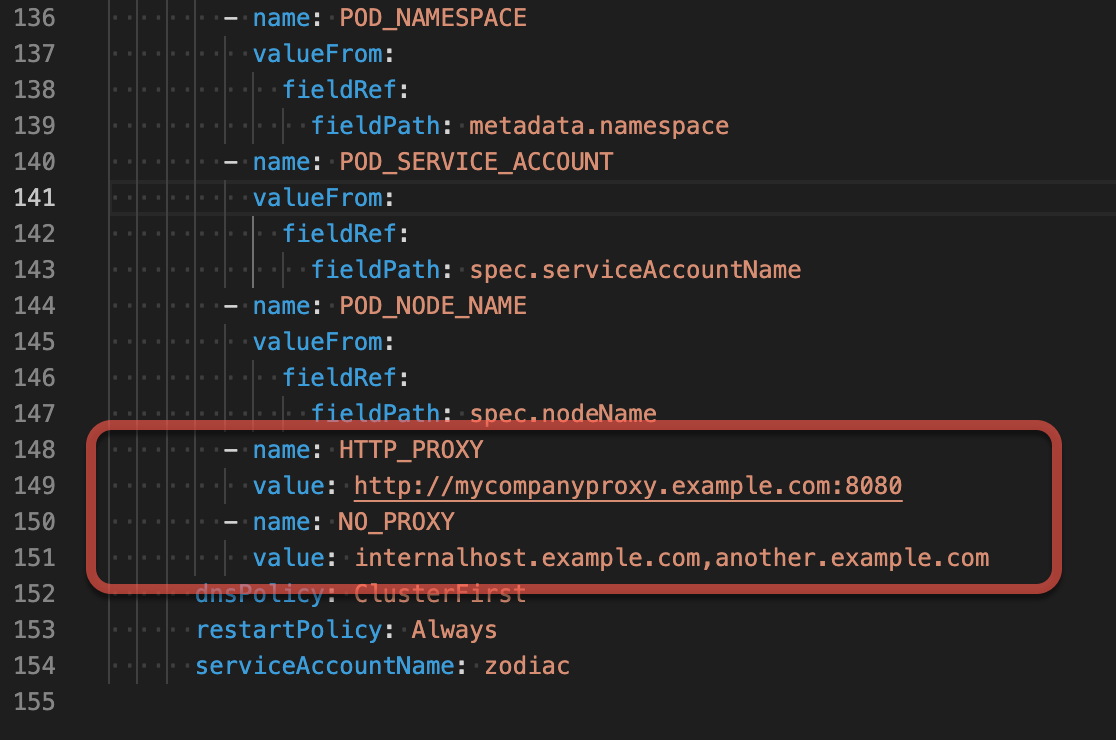 136 - name: POD_NAMESPACE
137 valueFrom:
138 fieldRef:
139 fieldPath: metadata.namespace
140 - name: POD_SERVICE_ACCOUNT
141 valueFrom:
142 fieldRef:
143 fieldPath: spec.serviceAccountName
144 - name: POD_NODE_NAME
145 valueFrom:
146 fieldRef:
147 fieldPath: spec.nodeName
148 - name: HTTP_PROXY
149 value: http://mycompanyproxy.example.com:8080
150 - name: NO_PROXY
151 value: internalhost.example.com,another.example.com
152 dnsPolicy: ClusterFirst
153 restartPolicy: Always
154 serviceAccountName: zodiac
155